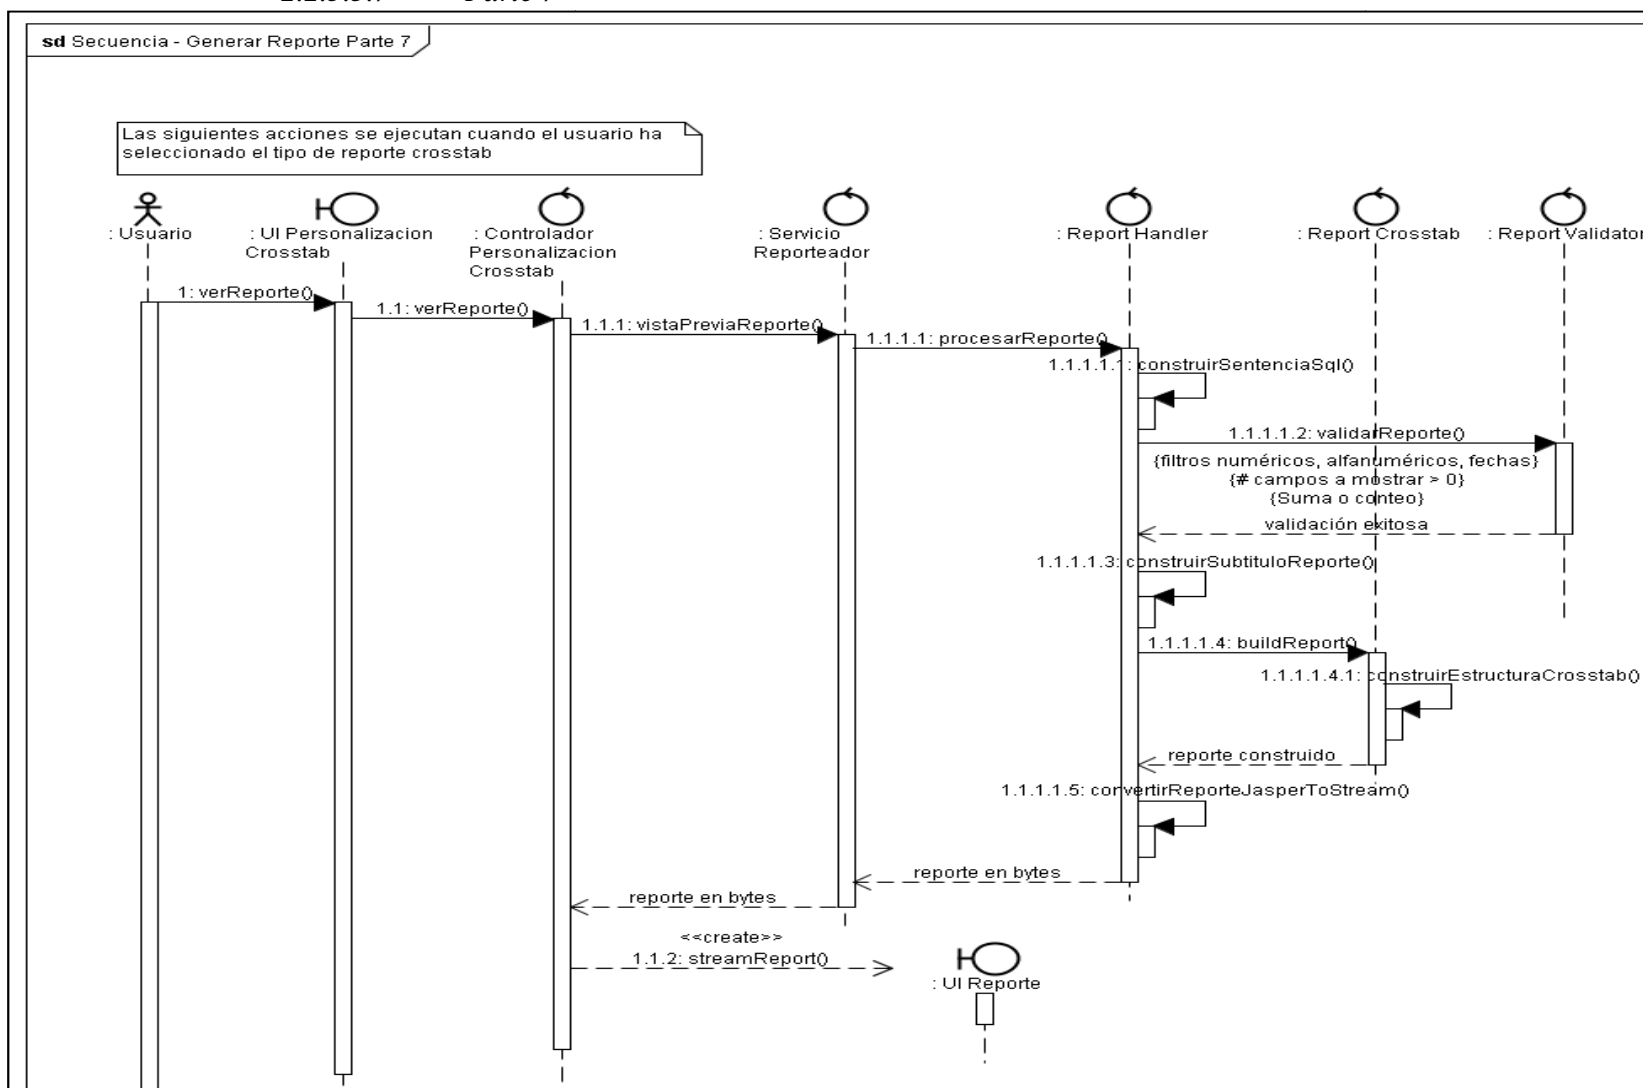 sd Secuencia - Generar Reporte Parte 7
Las siguientes acciones se ejecutan cuando el usuario ha
seleccionado el tipo de reporte crosstab
: Usuario
: UI Personalizacion
Crosstab
: Controlador
Personalizacion
Crosstab
: Servicio
Reporteador
: Report Handler
: Report Crosstab
: Report Validator
1: verReporte()
1.1: verReporte()
1.1.1: vistaPreviaReporte()
1.1.1.1: procesarReporte()
1.1.1.1.1: construirSentenciaSql()
1.1.1.1.2: validarReporte()
{filtros numéricos, alfanuméricos, fechas}
{# campos a mostrar > 0}
{Suma o conteo}
validación exitosa
1.1.1.1.3: construirSubtituloReporte()
1.1.1.1.4: buildReport()
1.1.1.1.4.1: construirEstructuraCrosstab()
reporte construido
1.1.1.1.5: convertirReporteJasperToStream()
reporte en bytes
reporte en bytes
<<create>>
1.1.2: streamReport()
: UI Reporte